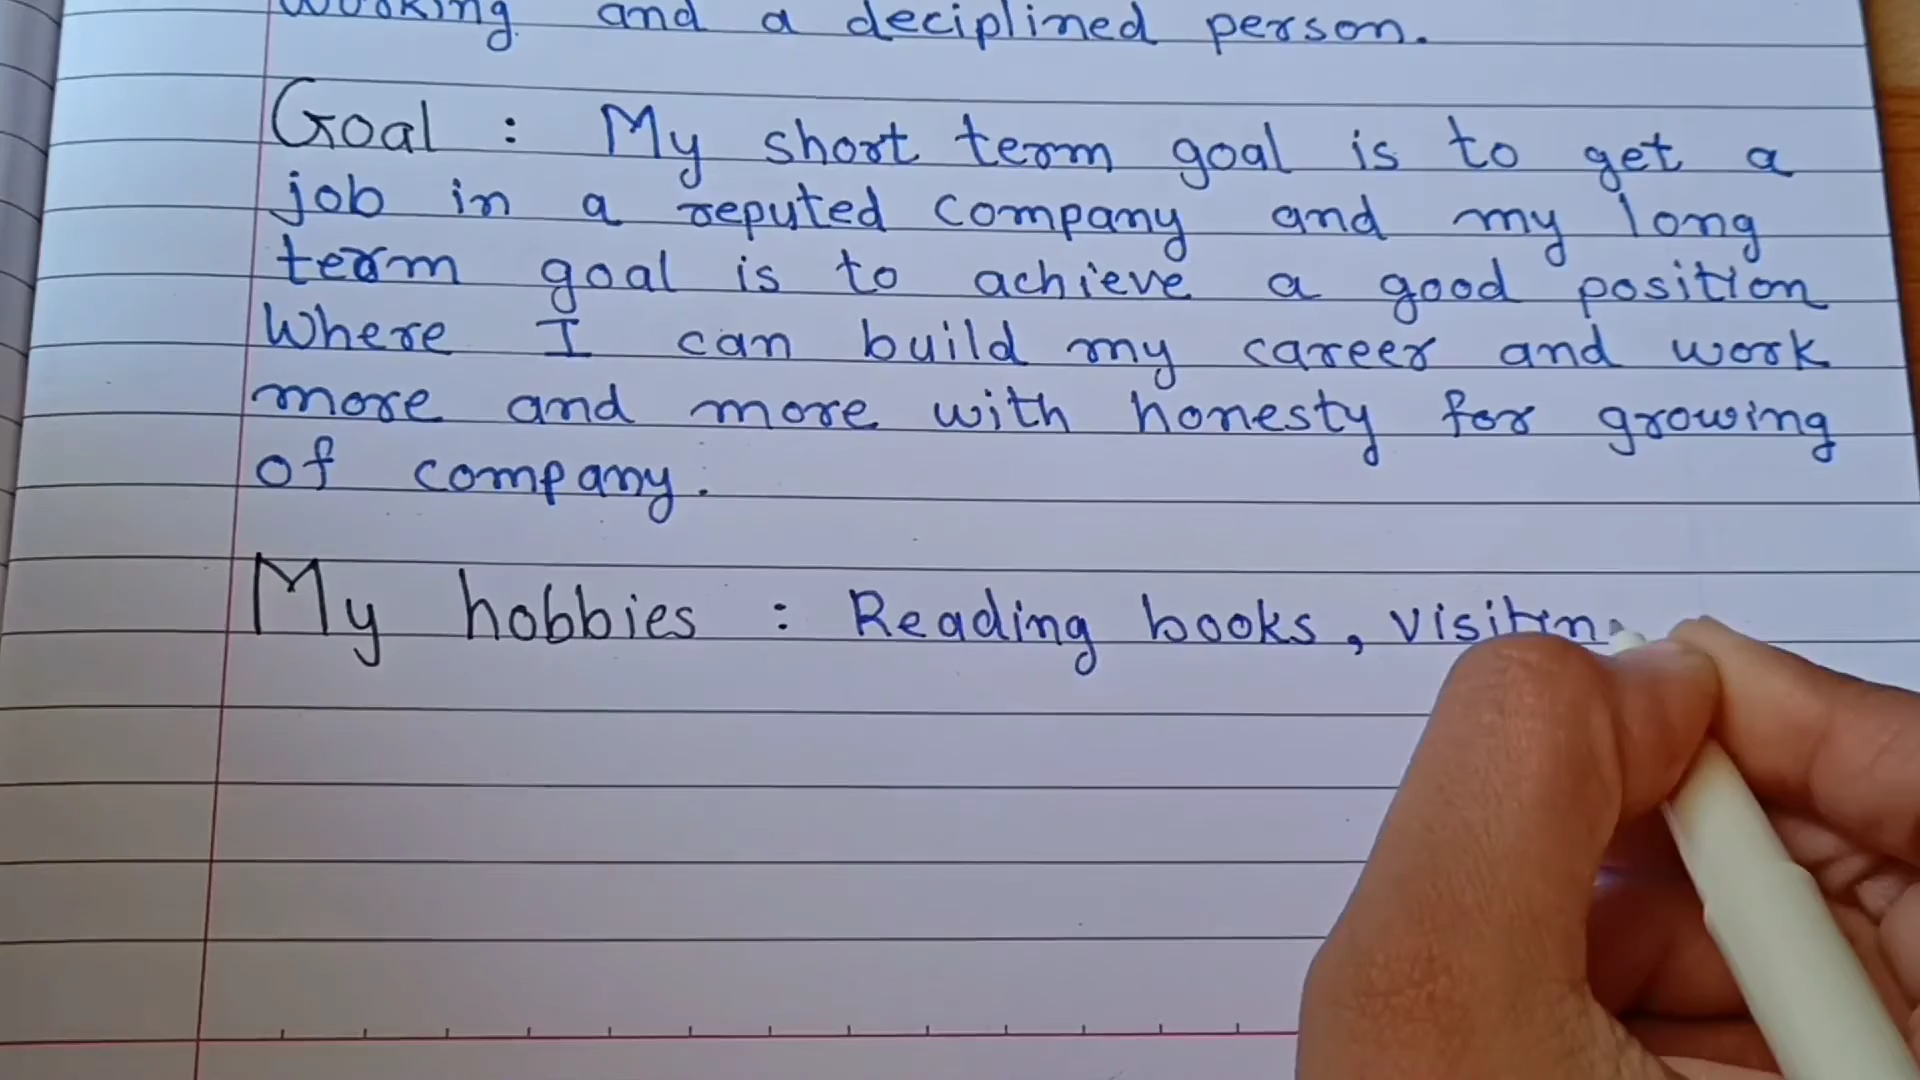 working and a deciplined person.
Goal : My short term goal is to get a
job in a reputed company and my long
term goal is to achieve a good position
Where I can build my career and work
more and more with honesty for growing
of company.
My hobbies : Reading books, visitin